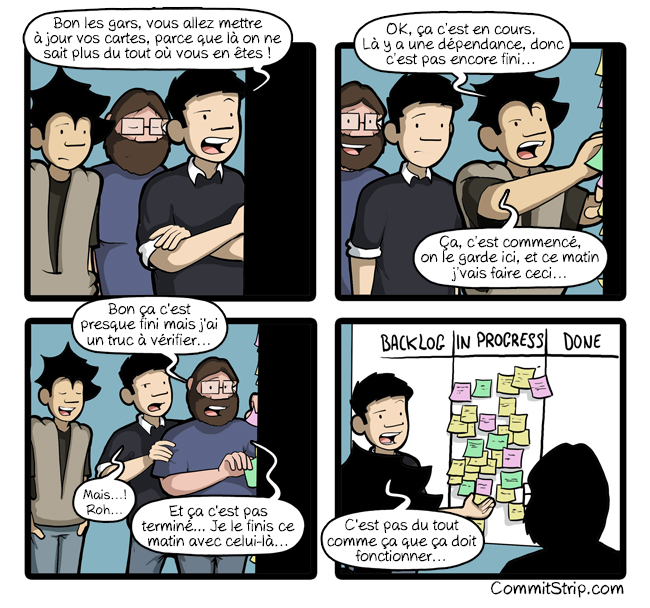 Bon les gars, vous allez mettre
à jour vos cartes, parce que là on ne
sait plus du tout où vous en êtes !
OK, ça c'est en cours.
Là y a une dépendance, donc
c'est pas encore fini...
Ça, c'est commencé,
on le garde ici, et ce matin
j'vais faire ceci...
Bon ça c'est
presque fini mais j'ai
un truc à vérifier...
Mais...!
Roh...
Et ça c'est pas
terminé... Je le finis ce
matin avec celui-là...
BACKLOG IN PROGRESS DONE
C'est pas du tout
comme ça que ça doit
fonctionner...
CommitStrip.com